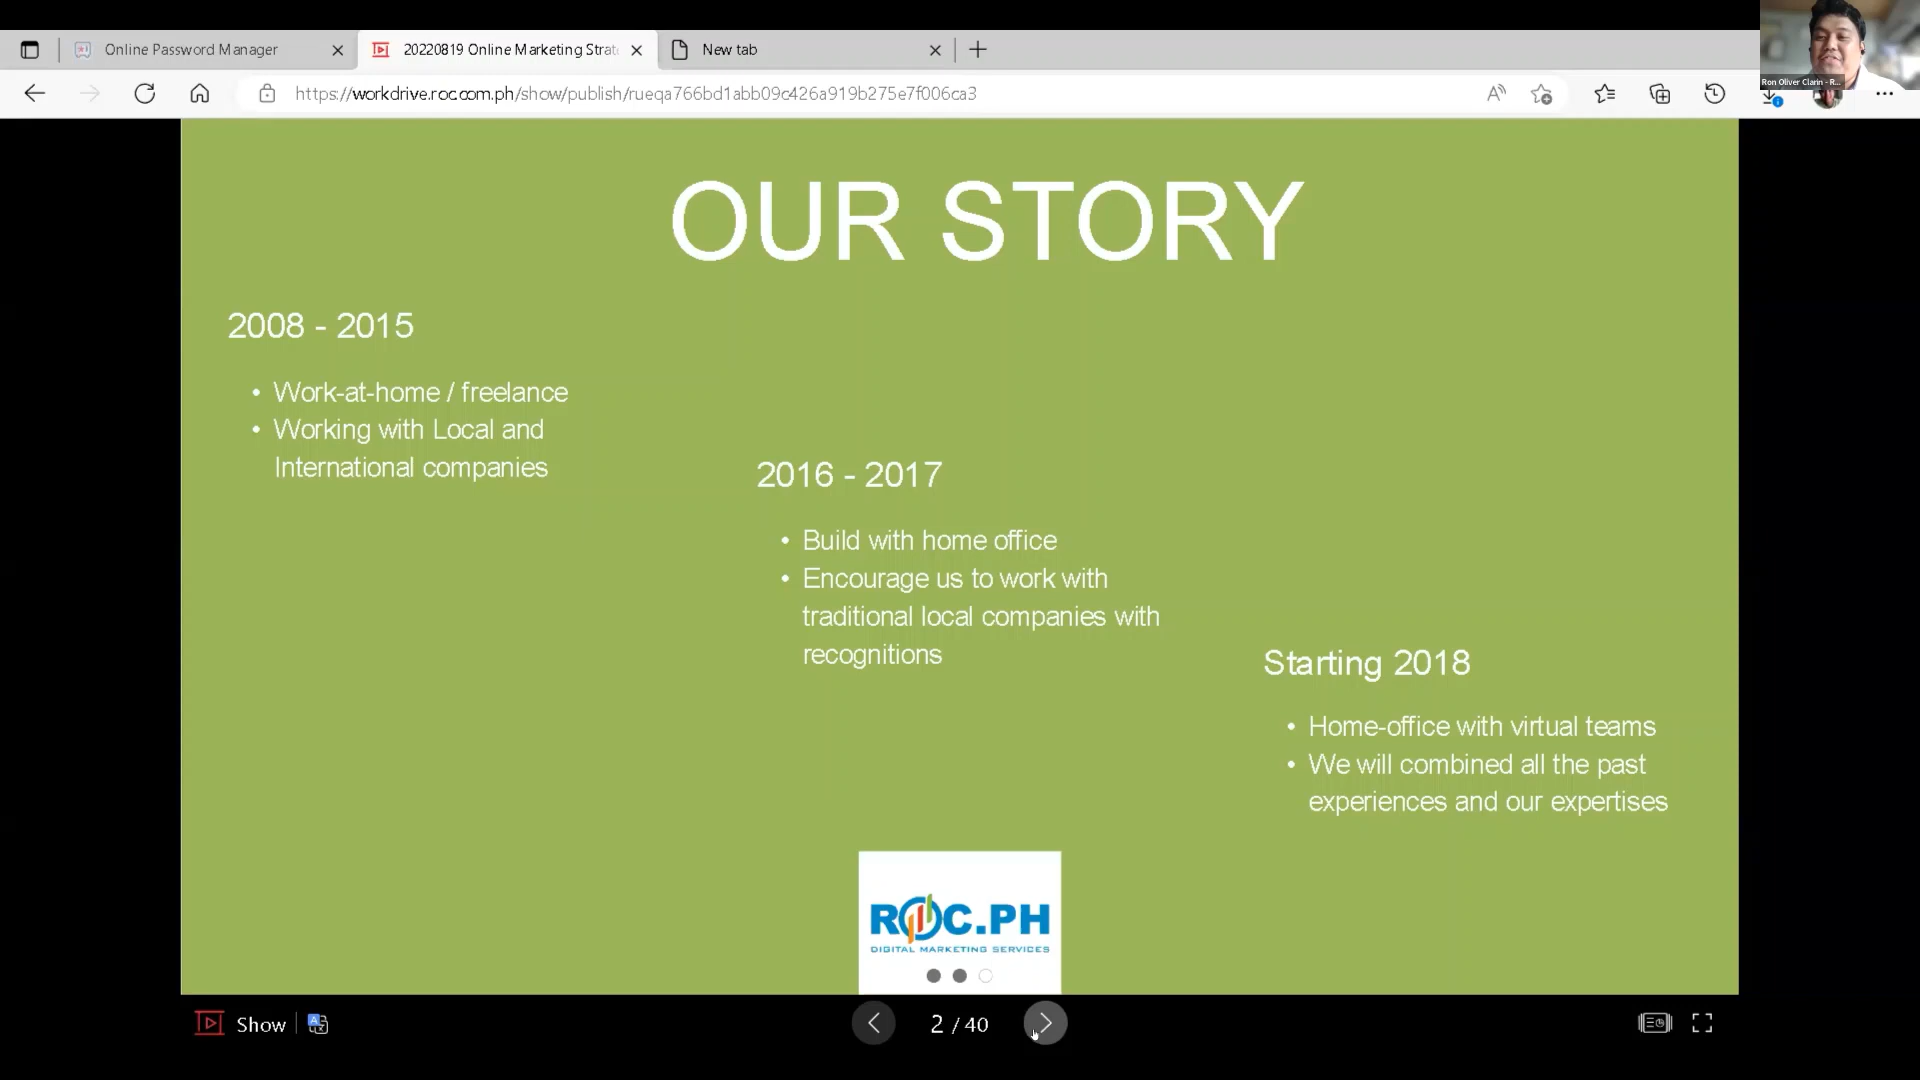 Online Password Manager
20220819 Online Marketing Strat
New tab
https://workdrive.roc.com.ph/show/publish/rueqa766bd1abb09c426a919b275e7f006ca3
Ron Oliver Clarin - R...
OUR STORY
2008 - 2015
• Work-at-home / freelance
• Working with Local and
International companies
2016 - 2017
• Build with home office
• Encourage us to work with
traditional local companies with
recognitions
Starting 2018
• Home-office with virtual teams
• We will combined all the past
experiences and our expertises
ROC.PH
DIGITAL MARKETING SERVICES
Show
2 / 40